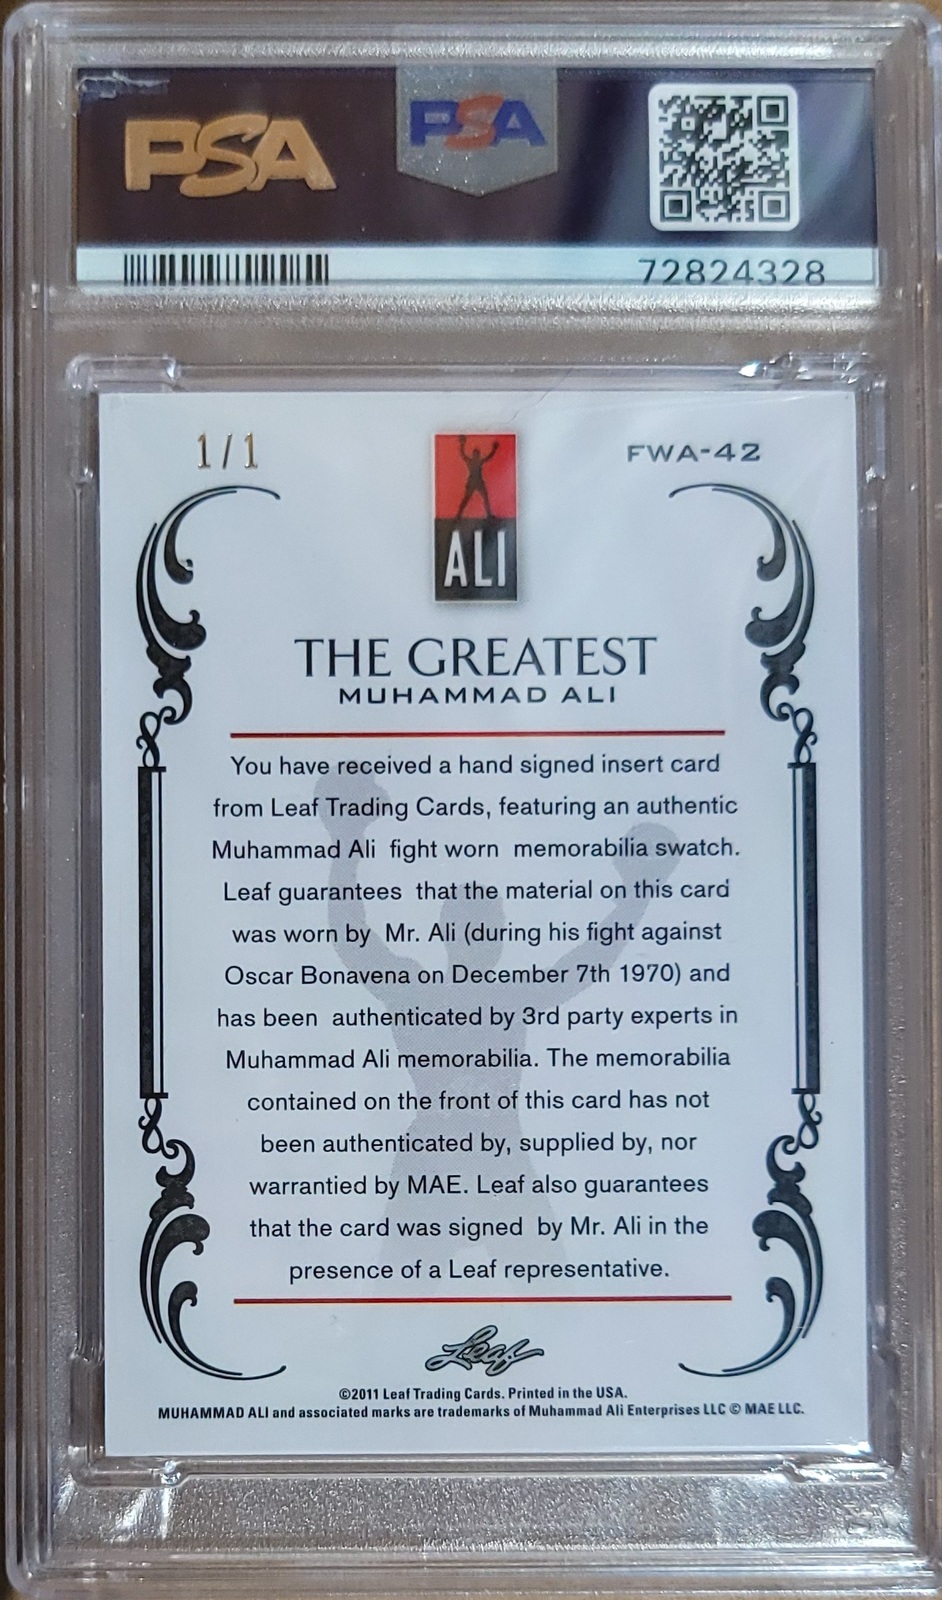 PSA PSA
72824328
1/1 FWA-42
ALI
THE GREATEST
MUHAMMAD ALI
You have received a hand signed insert card
from Leaf Trading Cards, featuring an authentic
Muhammad Ali fight worn memorabilia swatch.
Leaf guarantees that the material on this card
was worn by Mr. Ali (during his fight against
Oscar Bonavena on December 7th 1970) and
has been authenticated by 3rd party experts in
Muhammad Ali memorabilia. The memorabilia
contained on the front of this card has not
been authenticated by, supplied by, nor
warrantied by MAE. Leaf also guarantees
that the card was signed by Mr. Ali in the
presence of a Leaf representative.
Leaf
©2011 Leaf Trading Cards. Printed in the USA.
MUHAMMAD ALI and associated marks are trademarks of Muhammad Ali Enterprises LLC © MAE LLC.